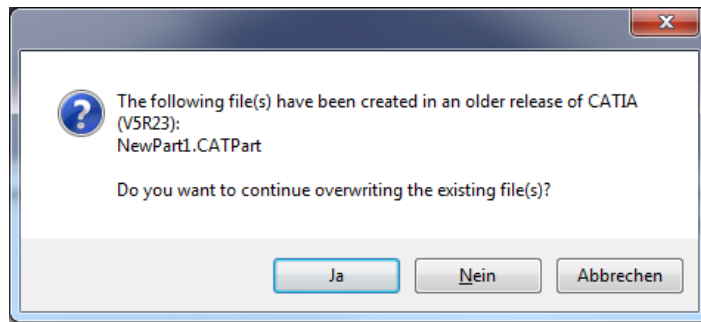 The following file(s) have been created in an older release of CATIA
(V5R23):
NewPart1.CATPart
Do you want to continue overwriting the existing file(s)?
Ja
Nein
Abbrechen